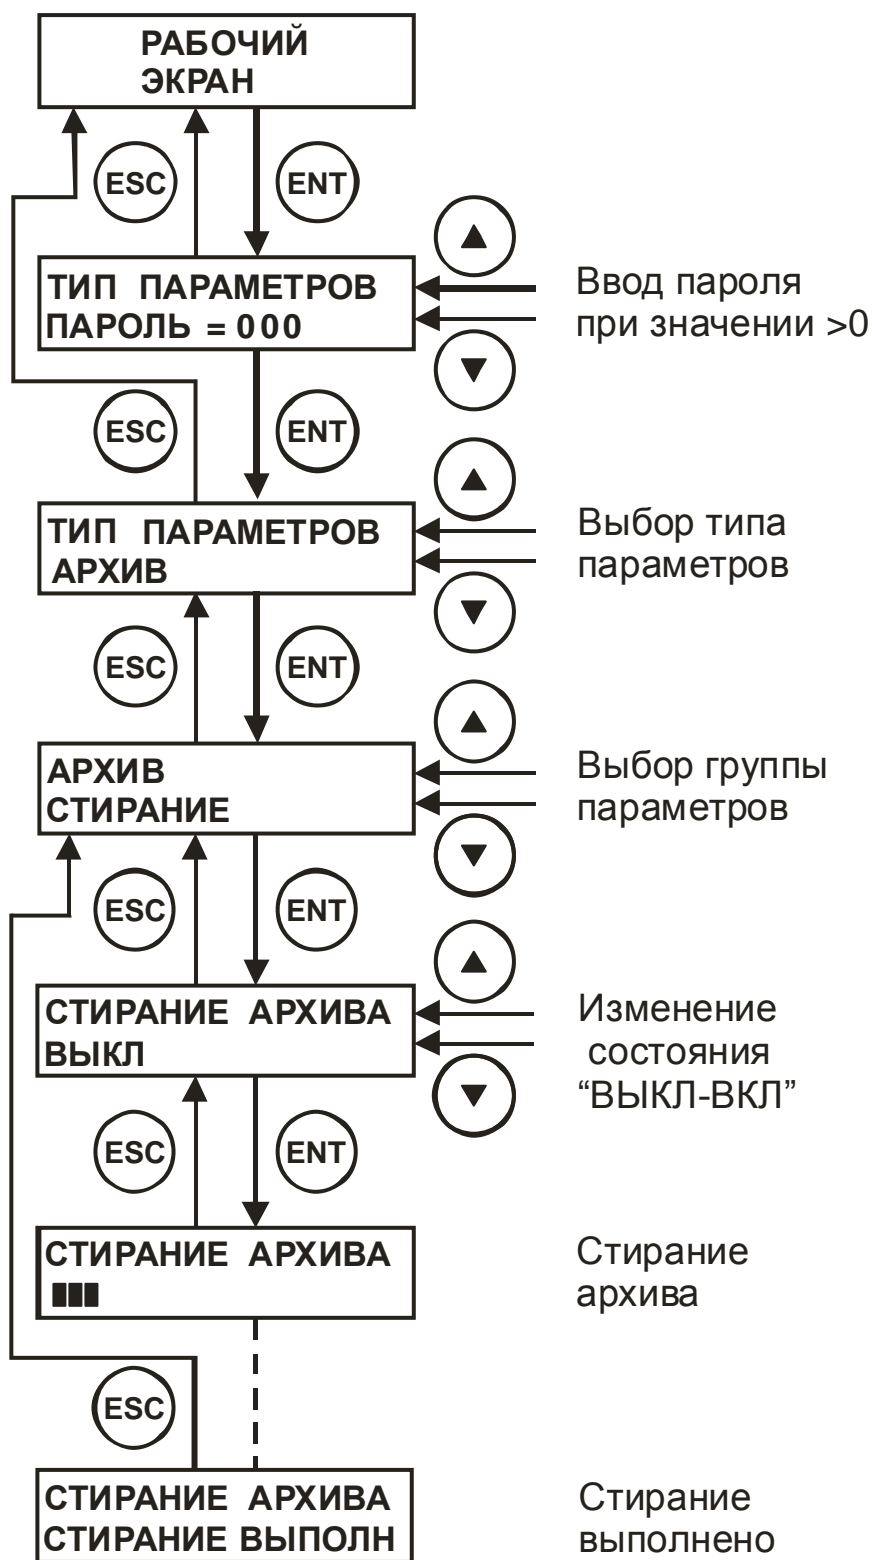 РАБОЧИЙ
ЭКРАН
ESC
ENT
▲
ТИП ПАРАМЕТРОВ
ПАРОЛЬ = 000
Ввод пароля
при значении >0
▼
ESC
ENT
▲
ТИП ПАРАМЕТРОВ
АРХИВ
Выбор типа
параметров
▼
ESC
ENT
▲
АРХИВ
СТИРАНИЕ
Выбор группы
параметров
▼
ESC
ENT
▲
СТИРАНИЕ АРХИВА
ВЫКЛ
Изменение
состояния
“ВЫКЛ-ВКЛ”
▼
ESC
ENT
СТИРАНИЕ АРХИВА
Стирание
архива
ESC
СТИРАНИЕ АРХИВА
СТИРАНИЕ ВЫПОЛН
Стирание
выполнено